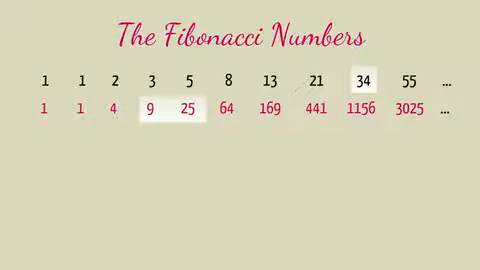 The Fibonacci Numbers
1 1 2 3 5 8 13 21 34 55 ...
1 1 4 9 25 64 169 441 1156 3025 ...